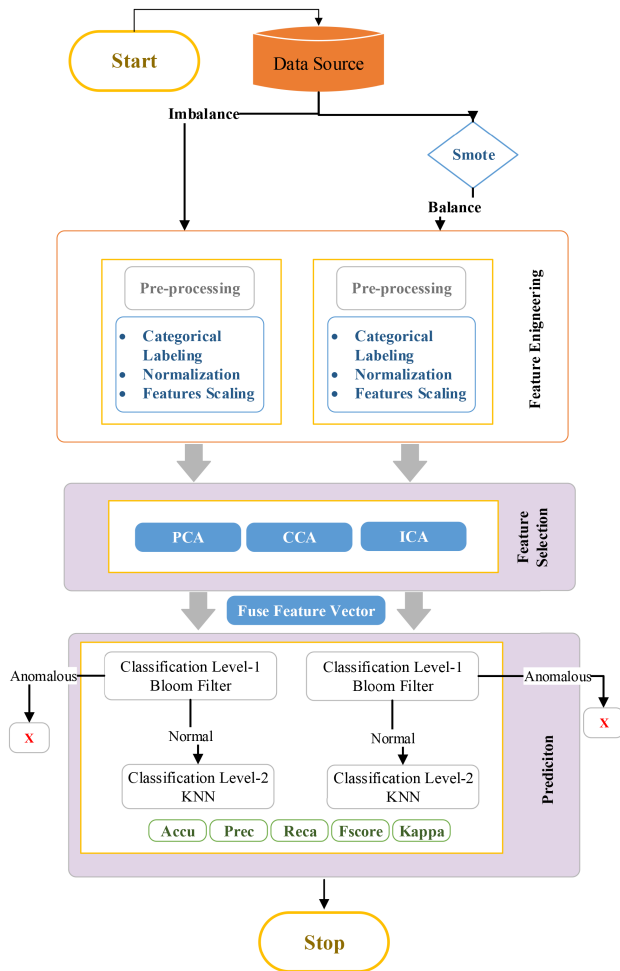 Start
Data Source
Imbalance
Smote
Balance
Pre-processing
• Categorical
Labeling
• Normalization
• Features Scaling
Pre-processing
• Categorical
Labeling
• Normalization
• Features Scaling
Feature Enigneering
PCA
CCA
ICA
Feature
Selection
Fuse Feature Vector
Classification Level-1
Bloom Filter
Classification Level-1
Bloom Filter
Anomalous
Anomalous
X
X
Normal
Normal
Classification Level-2
KNN
Classification Level-2
KNN
Prediciton
Accu
Prec
Reca
Fscore
Kappa
Stop